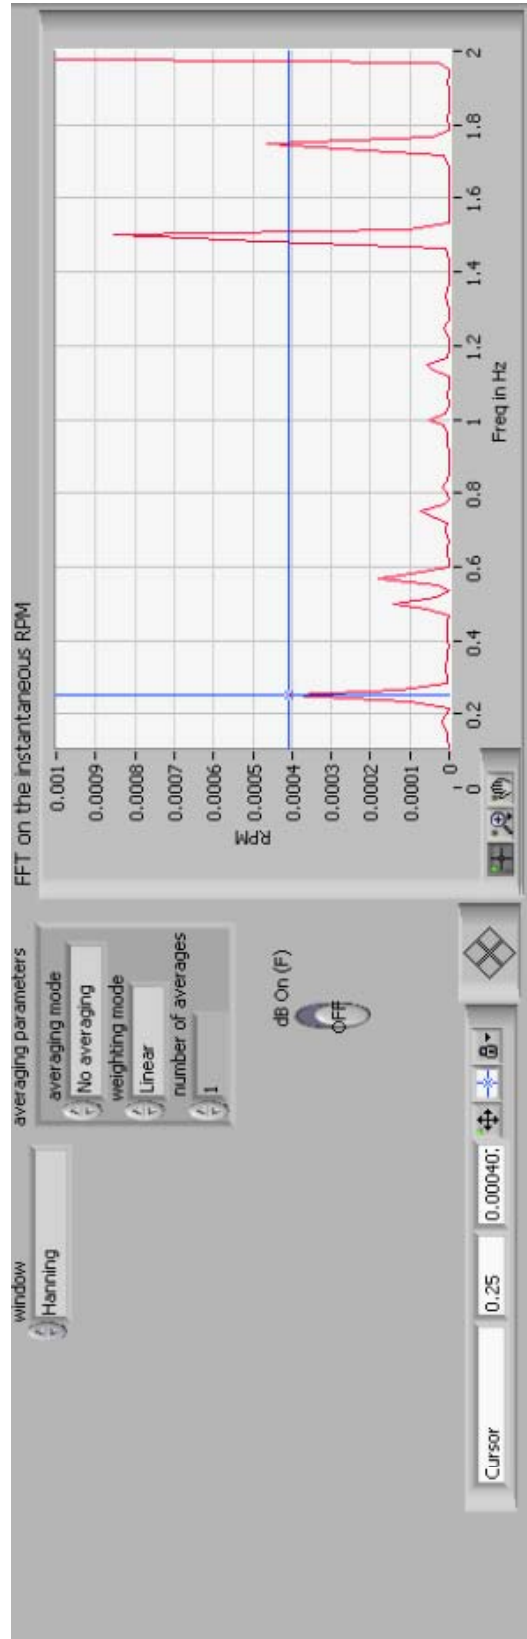 window
Hanning
averaging parameters
averaging mode
No averaging
weighting mode
Linear
number of averages
1
dB On (F)
OFF
Cursor
0.25
0.00040
FFT on the instantaneous RPM
RPM
0.001
0.0009
0.0008
0.0007
0.0006
0.0005
0.0004
0.0003
0.0002
0.0001
0
0 0.2 0.4 0.6 0.8 1 1.2 1.4 1.6 1.8 2
Freq in Hz